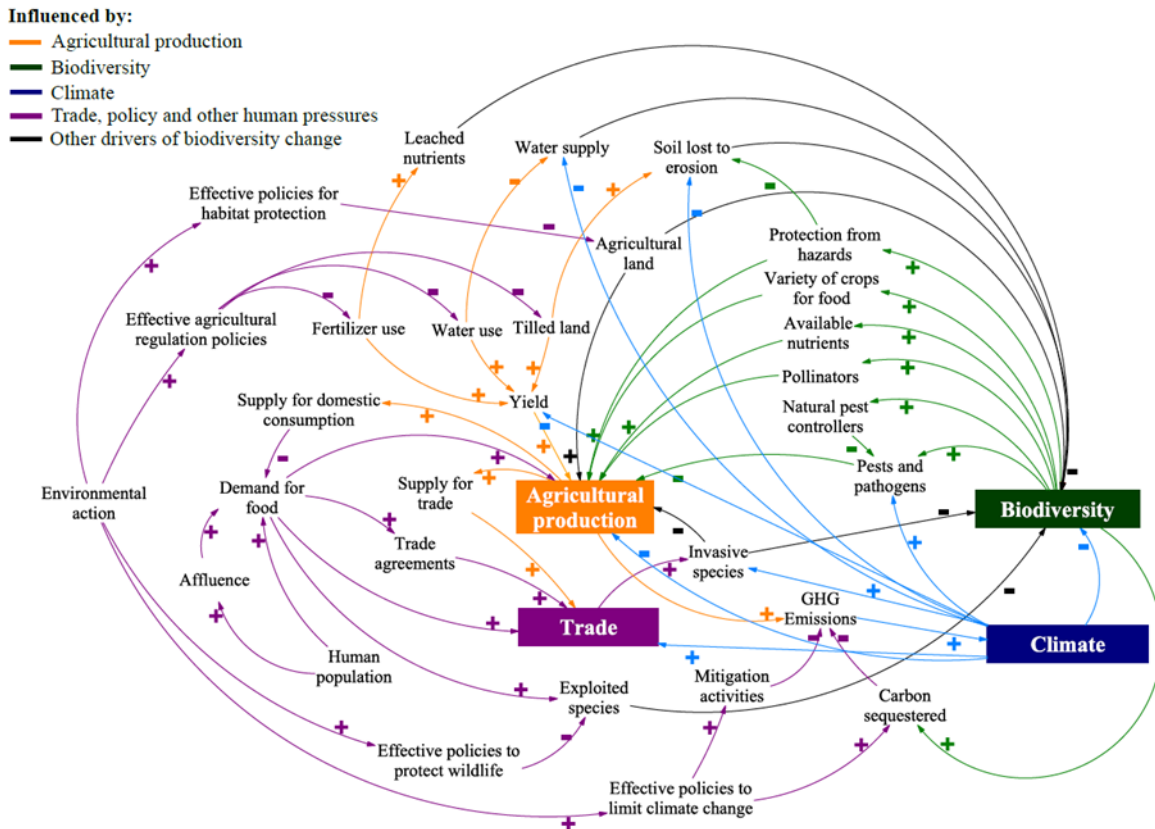 Influenced by:
Agricultural production
Biodiversity
Climate
Trade, policy and other human pressures
Other drivers of biodiversity change
Leached
nutrients
Water supply
Soil lost to
erosion
Effective policies for
habitat protection
Agricultural
land
Protection from
hazards
Variety of crops
for food
Effective agricultural
regulation policies
Fertilizer use
Water use
Tilled land
Available
nutrients
Pollinators
Supply for domestic
consumption
Yield
Natural pest
controllers
Environmental
action
Demand for
food
Supply for
trade
Agricultural
production
Pests and
pathogens
Biodiversity
Trade
agreements
Invasive
species
Affluence
GHG
Emissions
Trade
Climate
Human
population
Exploited
species
Mitigation
activities
Carbon
sequestered
Effective policies to
protect wildlife
Effective policies to
limit climate change